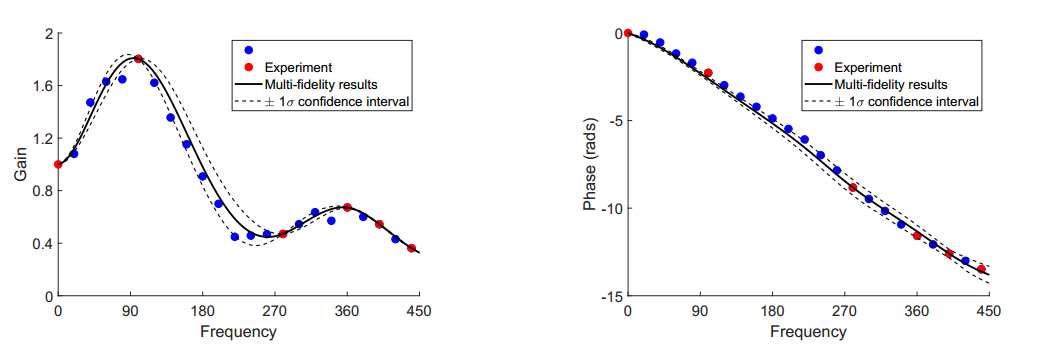 2
1.6
1.2
0.8
0.4
0
Gain
0 90 180 270 360 450
Frequency
Experiment
Multi-fidelity results
± 1σ confidence interval
0
-5
-10
-15
Phase (rads)
0 90 180 270 360 450
Frequency
Experiment
Multi-fidelity results
± 1σ confidence interval